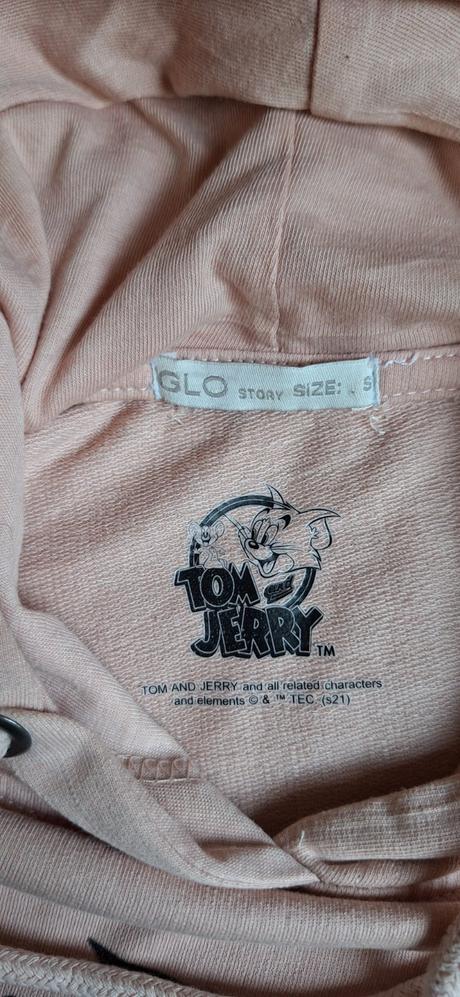 GLO STORY SIZE: S
TOM and
JERRY TM
TOM AND JERRY and all related characters
and elements © & ™ TEC. (s21)